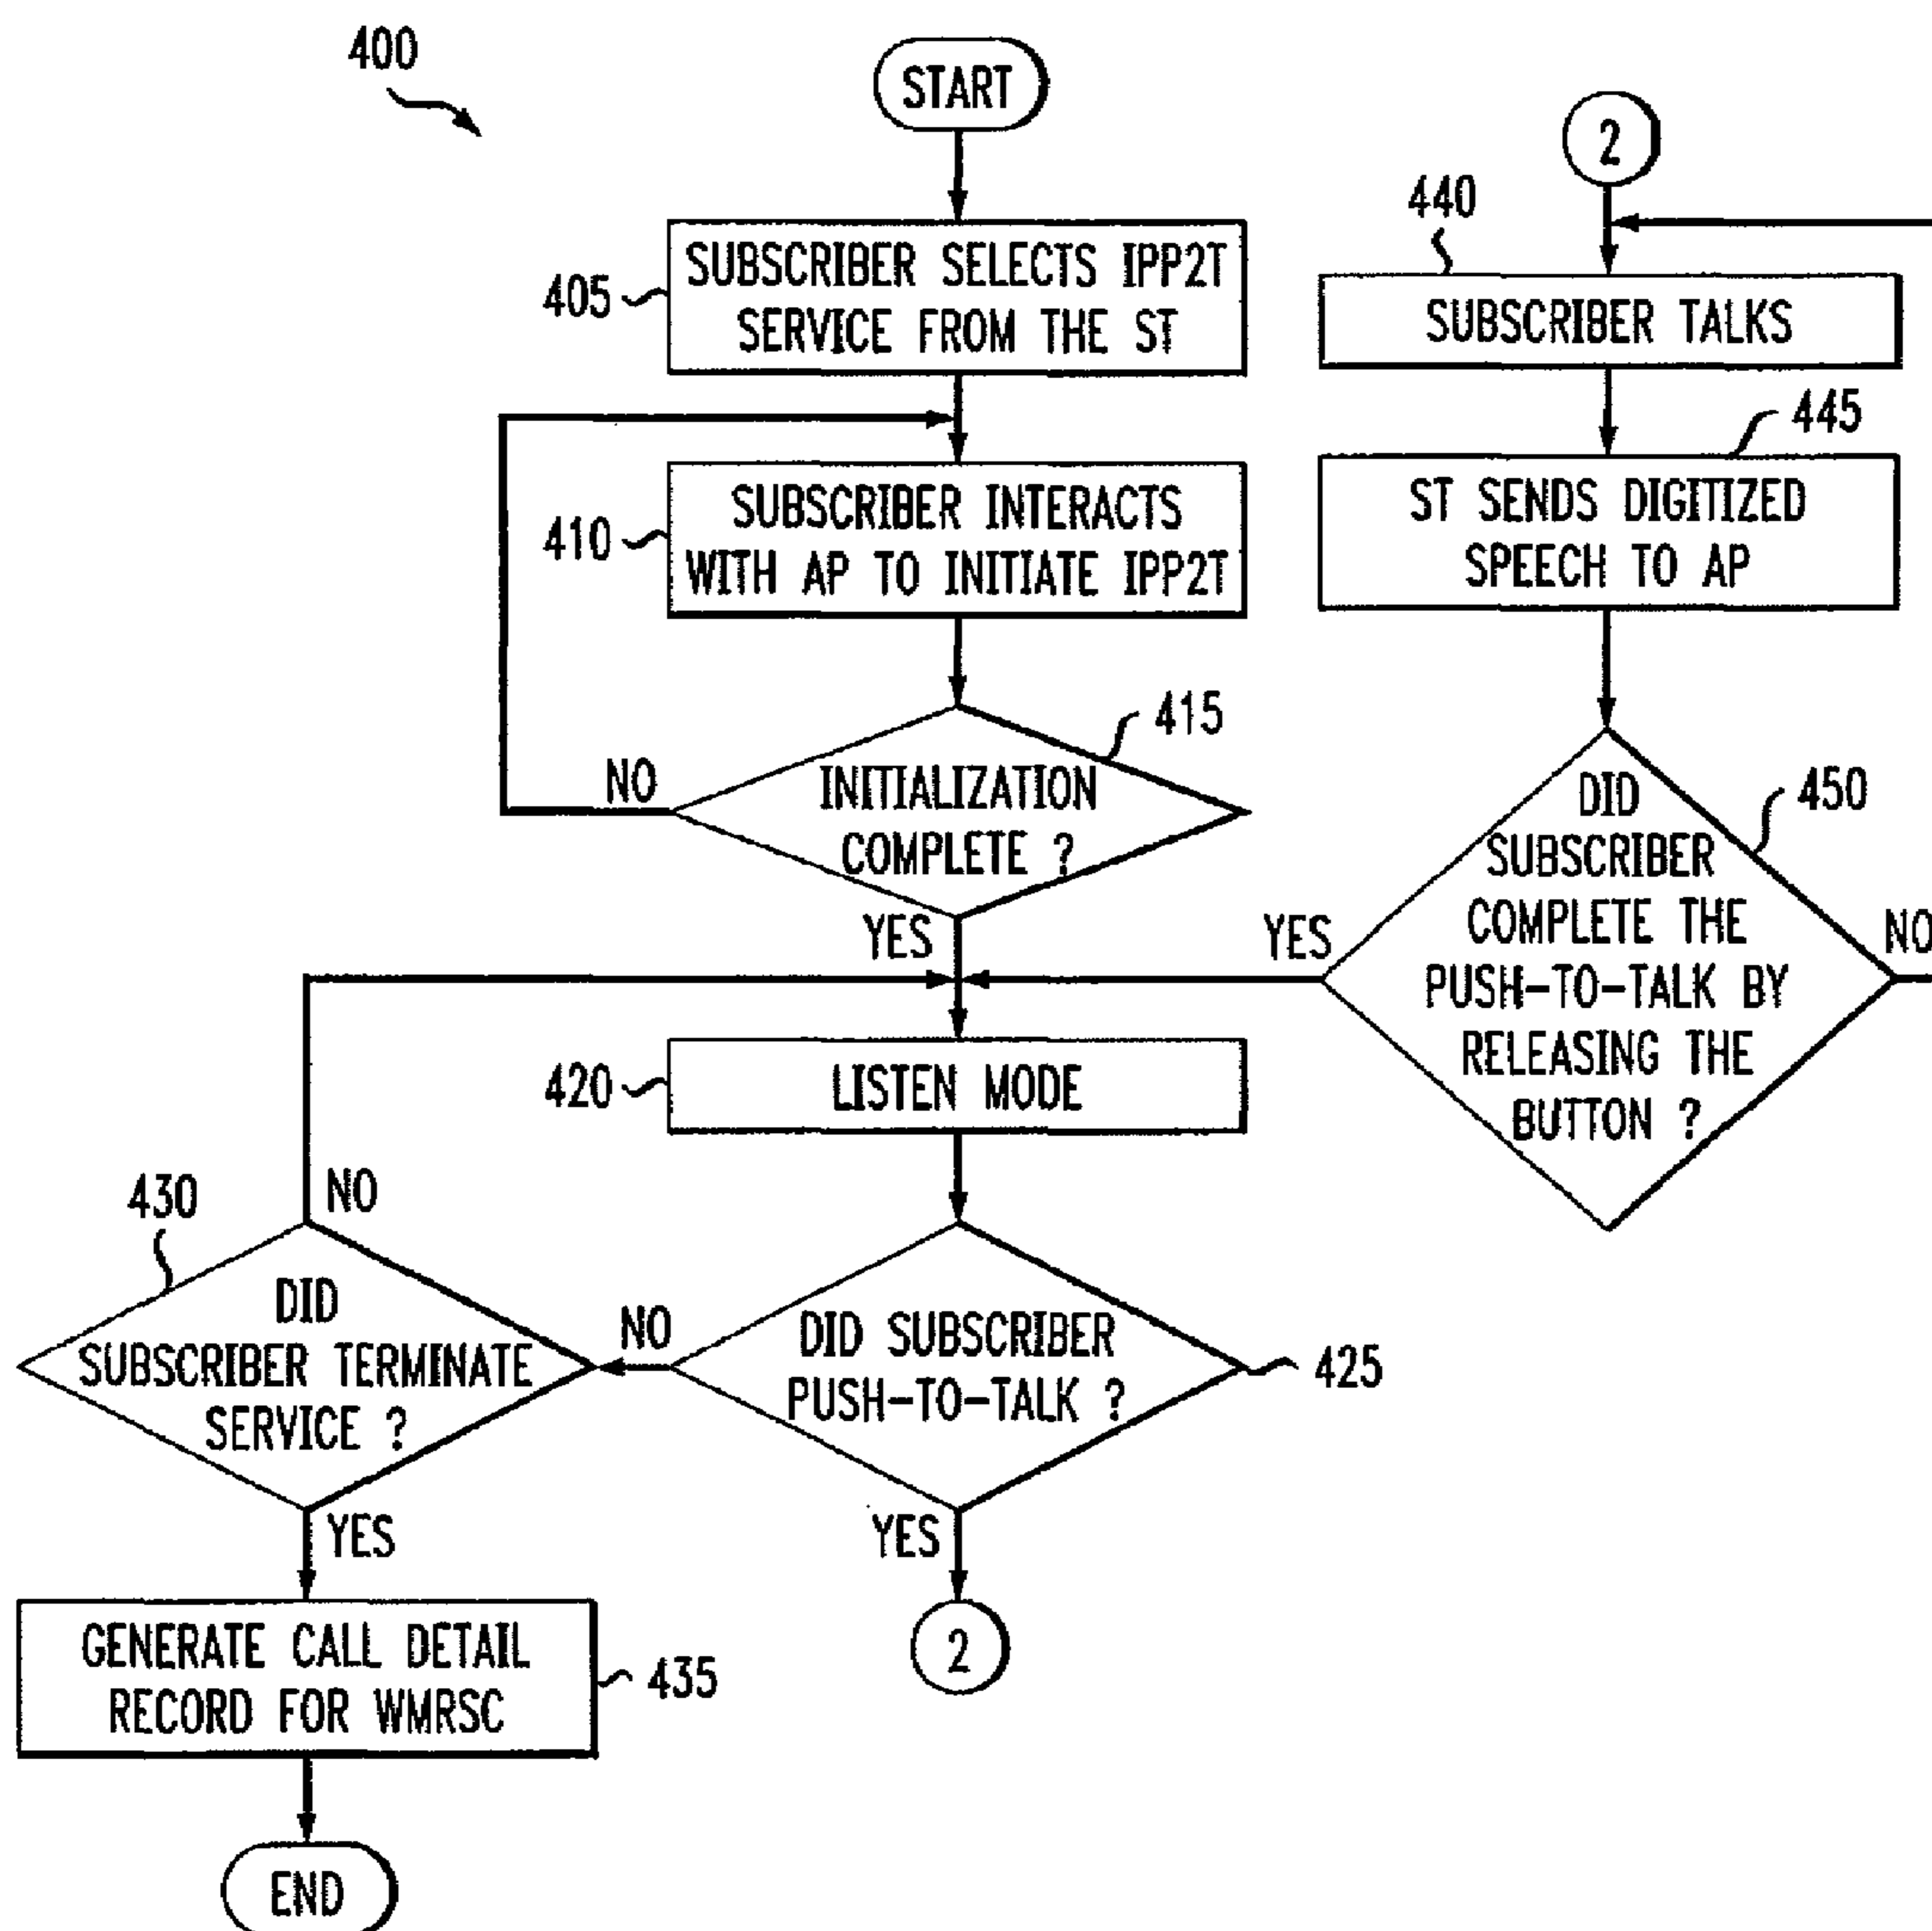 400
START
405
SUBSCRIBER SELECTS IPP2T
SERVICE FROM THE ST
410
SUBSCRIBER INTERACTS
WITH AP TO INITIATE IPP2T
415
INITIALIZATION
COMPLETE ?
NO
YES
420
LISTEN MODE
425
DID SUBSCRIBER
PUSH-TO-TALK ?
NO
YES
2
430
DID
SUBSCRIBER TERMINATE
SERVICE ?
NO
YES
GENERATE CALL DETAIL
RECORD FOR WMRSC
435
END
2
440
SUBSCRIBER TALKS
445
ST SENDS DIGITIZED
SPEECH TO AP
450
DID
SUBSCRIBER
COMPLETE THE
PUSH-TO-TALK BY
RELEASING THE
BUTTON ?
YES
NO